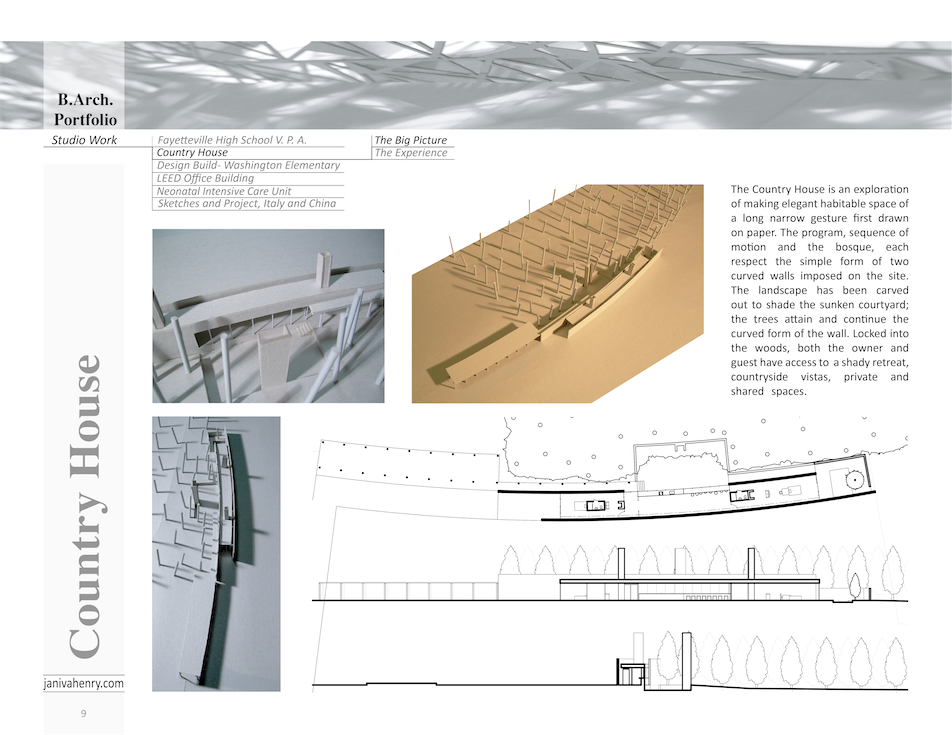 B.Arch.
Portfolio
Studio Work
Fayetteville High School V. P. A.
Country House
Design Build- Washington Elementary
LEED Office Building
Neonatal Intensive Care Unit
Sketches and Project, Italy and China
The Big Picture
The Experience
The Country House is an exploration
of making elegant habitable space of
a long narrow gesture first drawn
on paper. The program, sequence of
motion and the bosque, each
respect the simple form of two
curved walls imposed on the site.
The landscape has been carved
out to shade the sunken courtyard;
the trees attain and continue the
curved form of the wall. Locked into
the woods, both the owner and
guest have access to a shady retreat,
countryside vistas, private and
shared spaces.
Country House
janivahenry.com
9